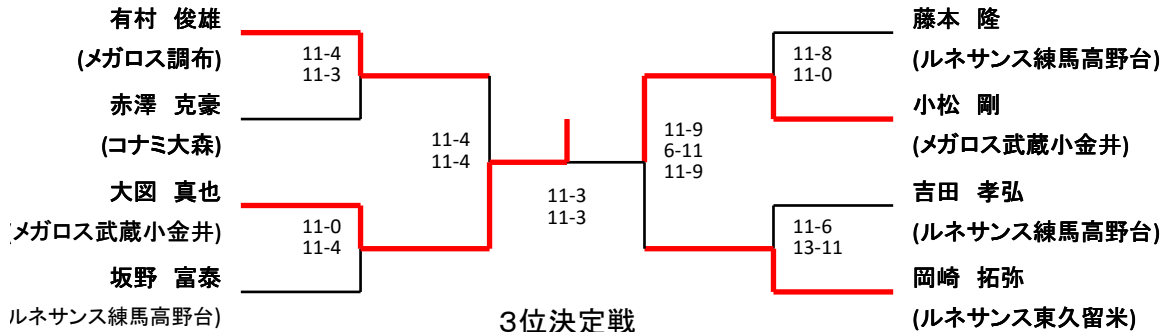 有村　俊雄
(メガロス調布)
11-4
11-3
赤澤　克豪
(コナミ大森)
11-4
11-4
大図　真也
メガロス武蔵小金井)
11-0
11-4
坂野　富泰
ルネサンス練馬高野台)
11-3
11-3
3位決定戦
藤本　隆
(ルネサンス練馬高野台)
11-8
11-0
小松　剛
(メガロス武蔵小金井)
11-9
6-11
11-9
吉田　孝弘
(ルネサンス練馬高野台)
11-6
13-11
岡崎　拓弥
(ルネサンス東久留米)